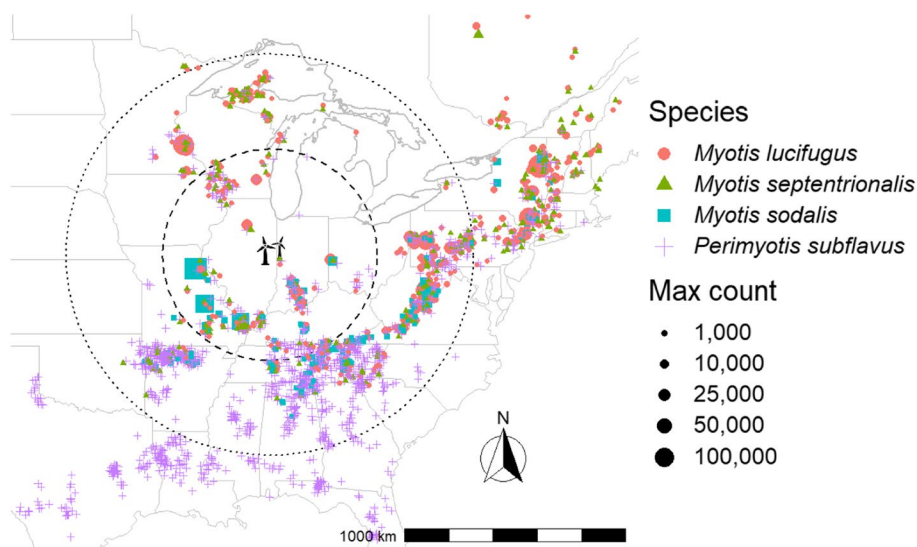 Species
Myotis lucifugus
Myotis septentrionalis
Myotis sodalis
Perimyotis subflavus
Max count
1,000
10,000
25,000
50,000
100,000
N
1000 km